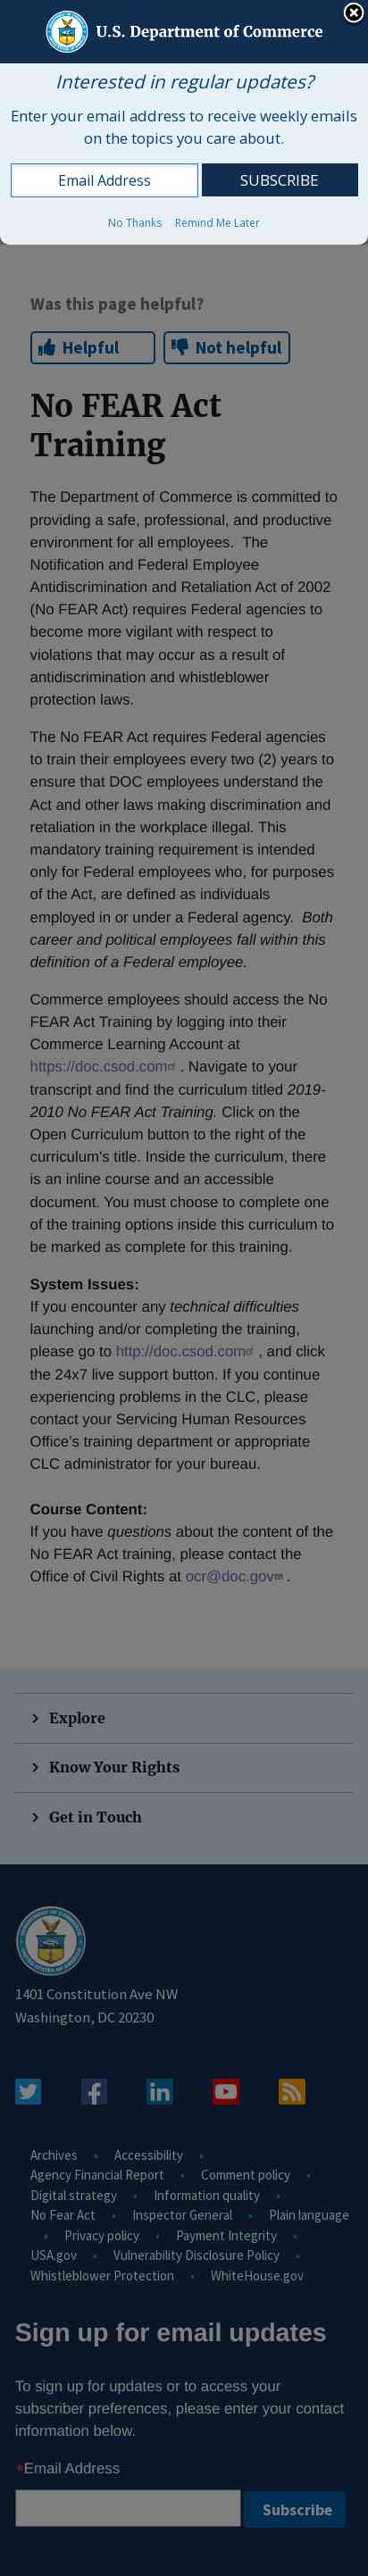 U.S. Department of Commerce
Interested in regular updates?
Enter your email address to receive weekly emails
on the topics you care about.
Email Address SUBSCRIBE
No Thanks Remind Me Later
Was this page helpful?
Helpful Not helpful
No FEAR Act
Training
The Department of Commerce is committed to
providing a safe, professional, and productive
environment for all employees.  The
Notification and Federal Employee
Antidiscrimination and Retaliation Act of 2002
(No FEAR Act) requires Federal agencies to
become more vigilant with respect to
violations that may occur as a result of
antidiscrimination and whistleblower
protection laws.
The No FEAR Act requires Federal agencies
to train their employees every two (2) years to
ensure that DOC employees understand the
Act and other laws making discrimination and
retaliation in the workplace illegal. This
mandatory training requirement is intended
only for Federal employees who, for purposes
of the Act, are defined as individuals
employed in or under a Federal agency.  Both
career and political employees fall within this
definition of a Federal employee.
Commerce employees should access the No
FEAR Act Training by logging into their
Commerce Learning Account at
https://doc.csod.com . Navigate to your
transcript and find the curriculum titled 2019-
2010 No FEAR Act Training. Click on the
Open Curriculum button to the right of the
curriculum's title. Inside the curriculum, there
is an inline course and an accessible
document. You must choose to complete one
of the training options inside this curriculum to
be marked as complete for this training.
System Issues:
If you encounter any technical difficulties
launching and/or completing the training,
please go to http://doc.csod.com , and click
the 24x7 live support button. If you continue
experiencing problems in the CLC, please
contact your Servicing Human Resources
Office's training department or appropriate
CLC administrator for your bureau.
Course Content:
If you have questions about the content of the
No FEAR Act training, please contact the
Office of Civil Rights at ocr@doc.gov .
Explore
Know Your Rights
Get in Touch
1401 Constitution Ave NW
Washington, DC 20230
Archives • Accessibility •
Agency Financial Report • Comment policy •
Digital strategy • Information quality •
No Fear Act • Inspector General • Plain language
• Privacy policy • Payment Integrity •
USA.gov • Vulnerability Disclosure Policy •
Whistleblower Protection • WhiteHouse.gov
Sign up for email updates
To sign up for updates or to access your
subscriber preferences, please enter your contact
information below.
*Email Address
Subscribe